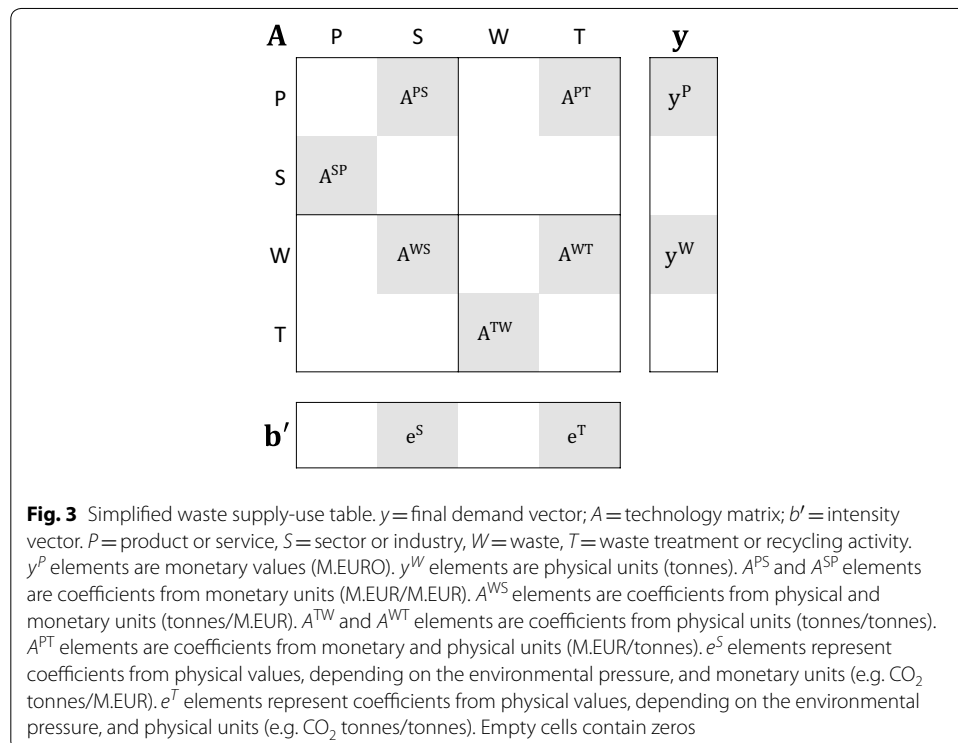 A P S W T y
P A^PS A^PT y^P
S A^SP
W A^WS A^WT y^W
T A^TW
b′ e^S e^T
Fig. 3 Simplified waste supply-use table. y = final demand vector; A = technology matrix; b′ = intensity
vector. P = product or service, S = sector or industry, W = waste, T = waste treatment or recycling activity.
y^P elements are monetary values (M.EURO). y^W elements are physical units (tonnes). A^PS and A^SP elements
are coefficients from monetary units (M.EUR/M.EUR). A^WS elements are coefficients from physical and
monetary units (tonnes/M.EUR). A^TW and A^WT elements are coefficients from physical units (tonnes/tonnes).
A^PT elements are coefficients from monetary and physical units (M.EUR/tonnes). e^S elements represent
coefficients from physical values, depending on the environmental pressure, and monetary units (e.g. CO₂
tonnes/M.EUR). e^T elements represent coefficients from physical values, depending on the environmental
pressure, and physical units (e.g. CO₂ tonnes/tonnes). Empty cells contain zeros